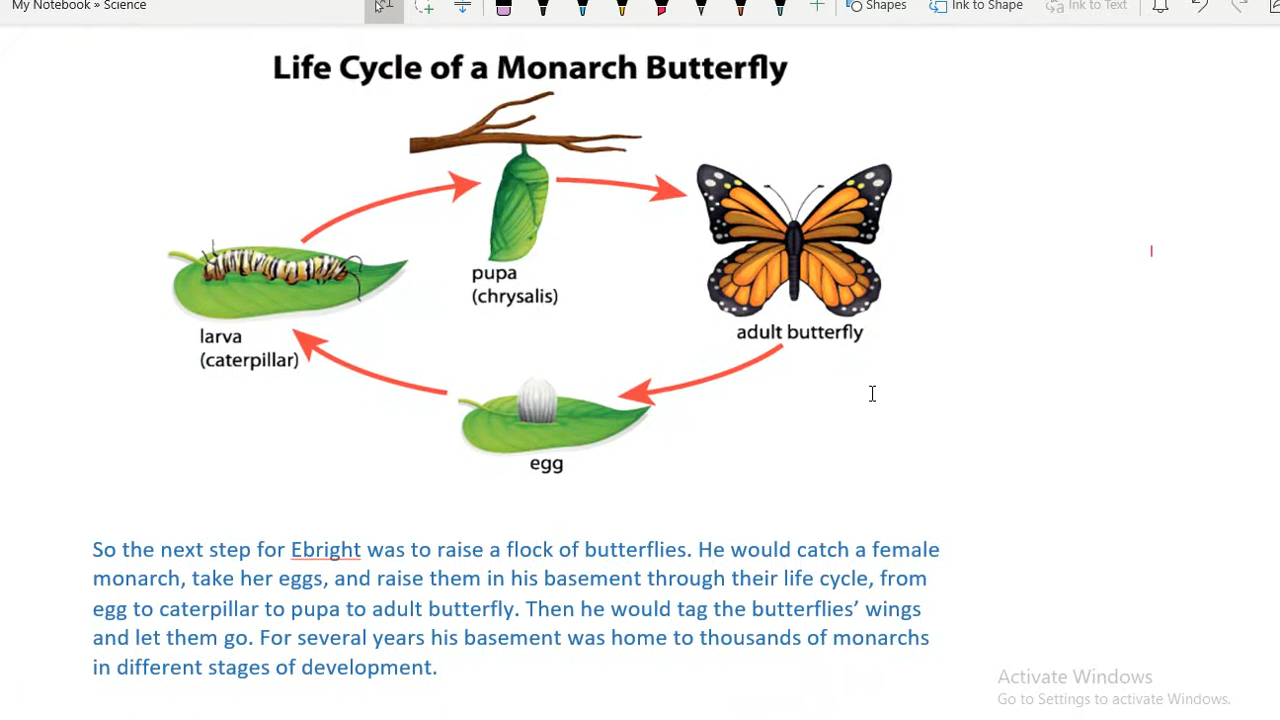 My Notebook » Science
Shapes
Ink to Shape
Ink to Text
Life Cycle of a Monarch Butterfly
pupa
(chrysalis)
larva
(caterpillar)
adult butterfly
egg
So the next step for Ebright was to raise a flock of butterflies. He would catch a female
monarch, take her eggs, and raise them in his basement through their life cycle, from
egg to caterpillar to pupa to adult butterfly. Then he would tag the butterflies’ wings
and let them go. For several years his basement was home to thousands of monarchs
in different stages of development.
Activate Windows
Go to Settings to activate Windows.